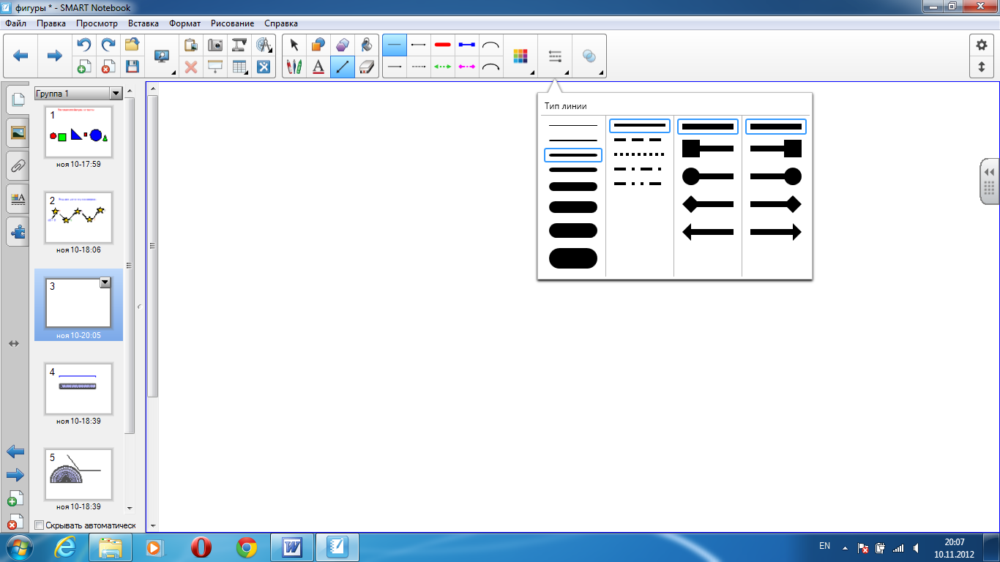 фигуры * - SMART Notebook
Файл Правка Просмотр Вставка Формат Рисование Справка
Группа 1
Тип линии
1
ноя 10-17:59
2
ноя 10-18:06
3
ноя 10-20:05
4
ноя 10-18:39
5
ноя 10-18:39
Скрывать автоматическ
EN
20:07
10.11.2012